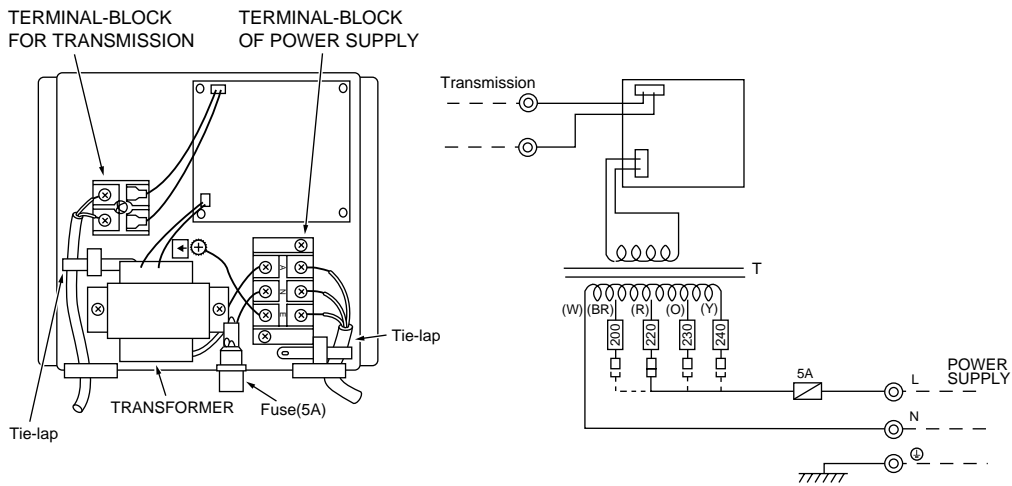 TERMINAL-BLOCK
FOR TRANSMISSION
TERMINAL-BLOCK
OF POWER SUPPLY
A
N
E
Tie-lap
TRANSFORMER
Fuse(5A)
Tie-lap
Transmission
T
(W) (BR) (R) (O) (Y)
200 220 230 240
5A
L
POWER
SUPPLY
N